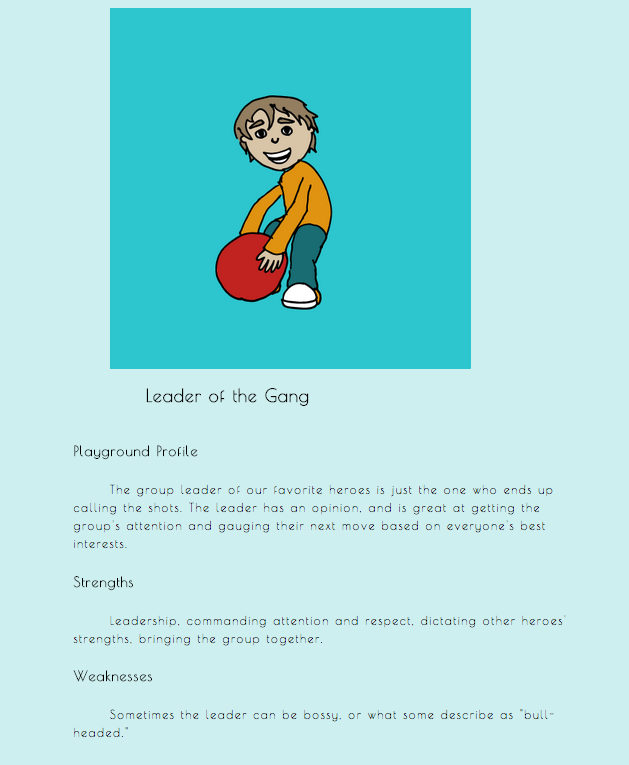 Leader of the Gang
Playground Profile
The group leader of our favorite heroes is just the one who ends up
calling the shots. The leader has an opinion, and is great at getting the
group's attention and gauging their next move based on everyone's best
interests.
Strengths
Leadership, commanding attention and respect, dictating other heroes'
strengths, bringing the group together.
Weaknesses
Sometimes the leader can be bossy, or what some describe as "bull-
headed."